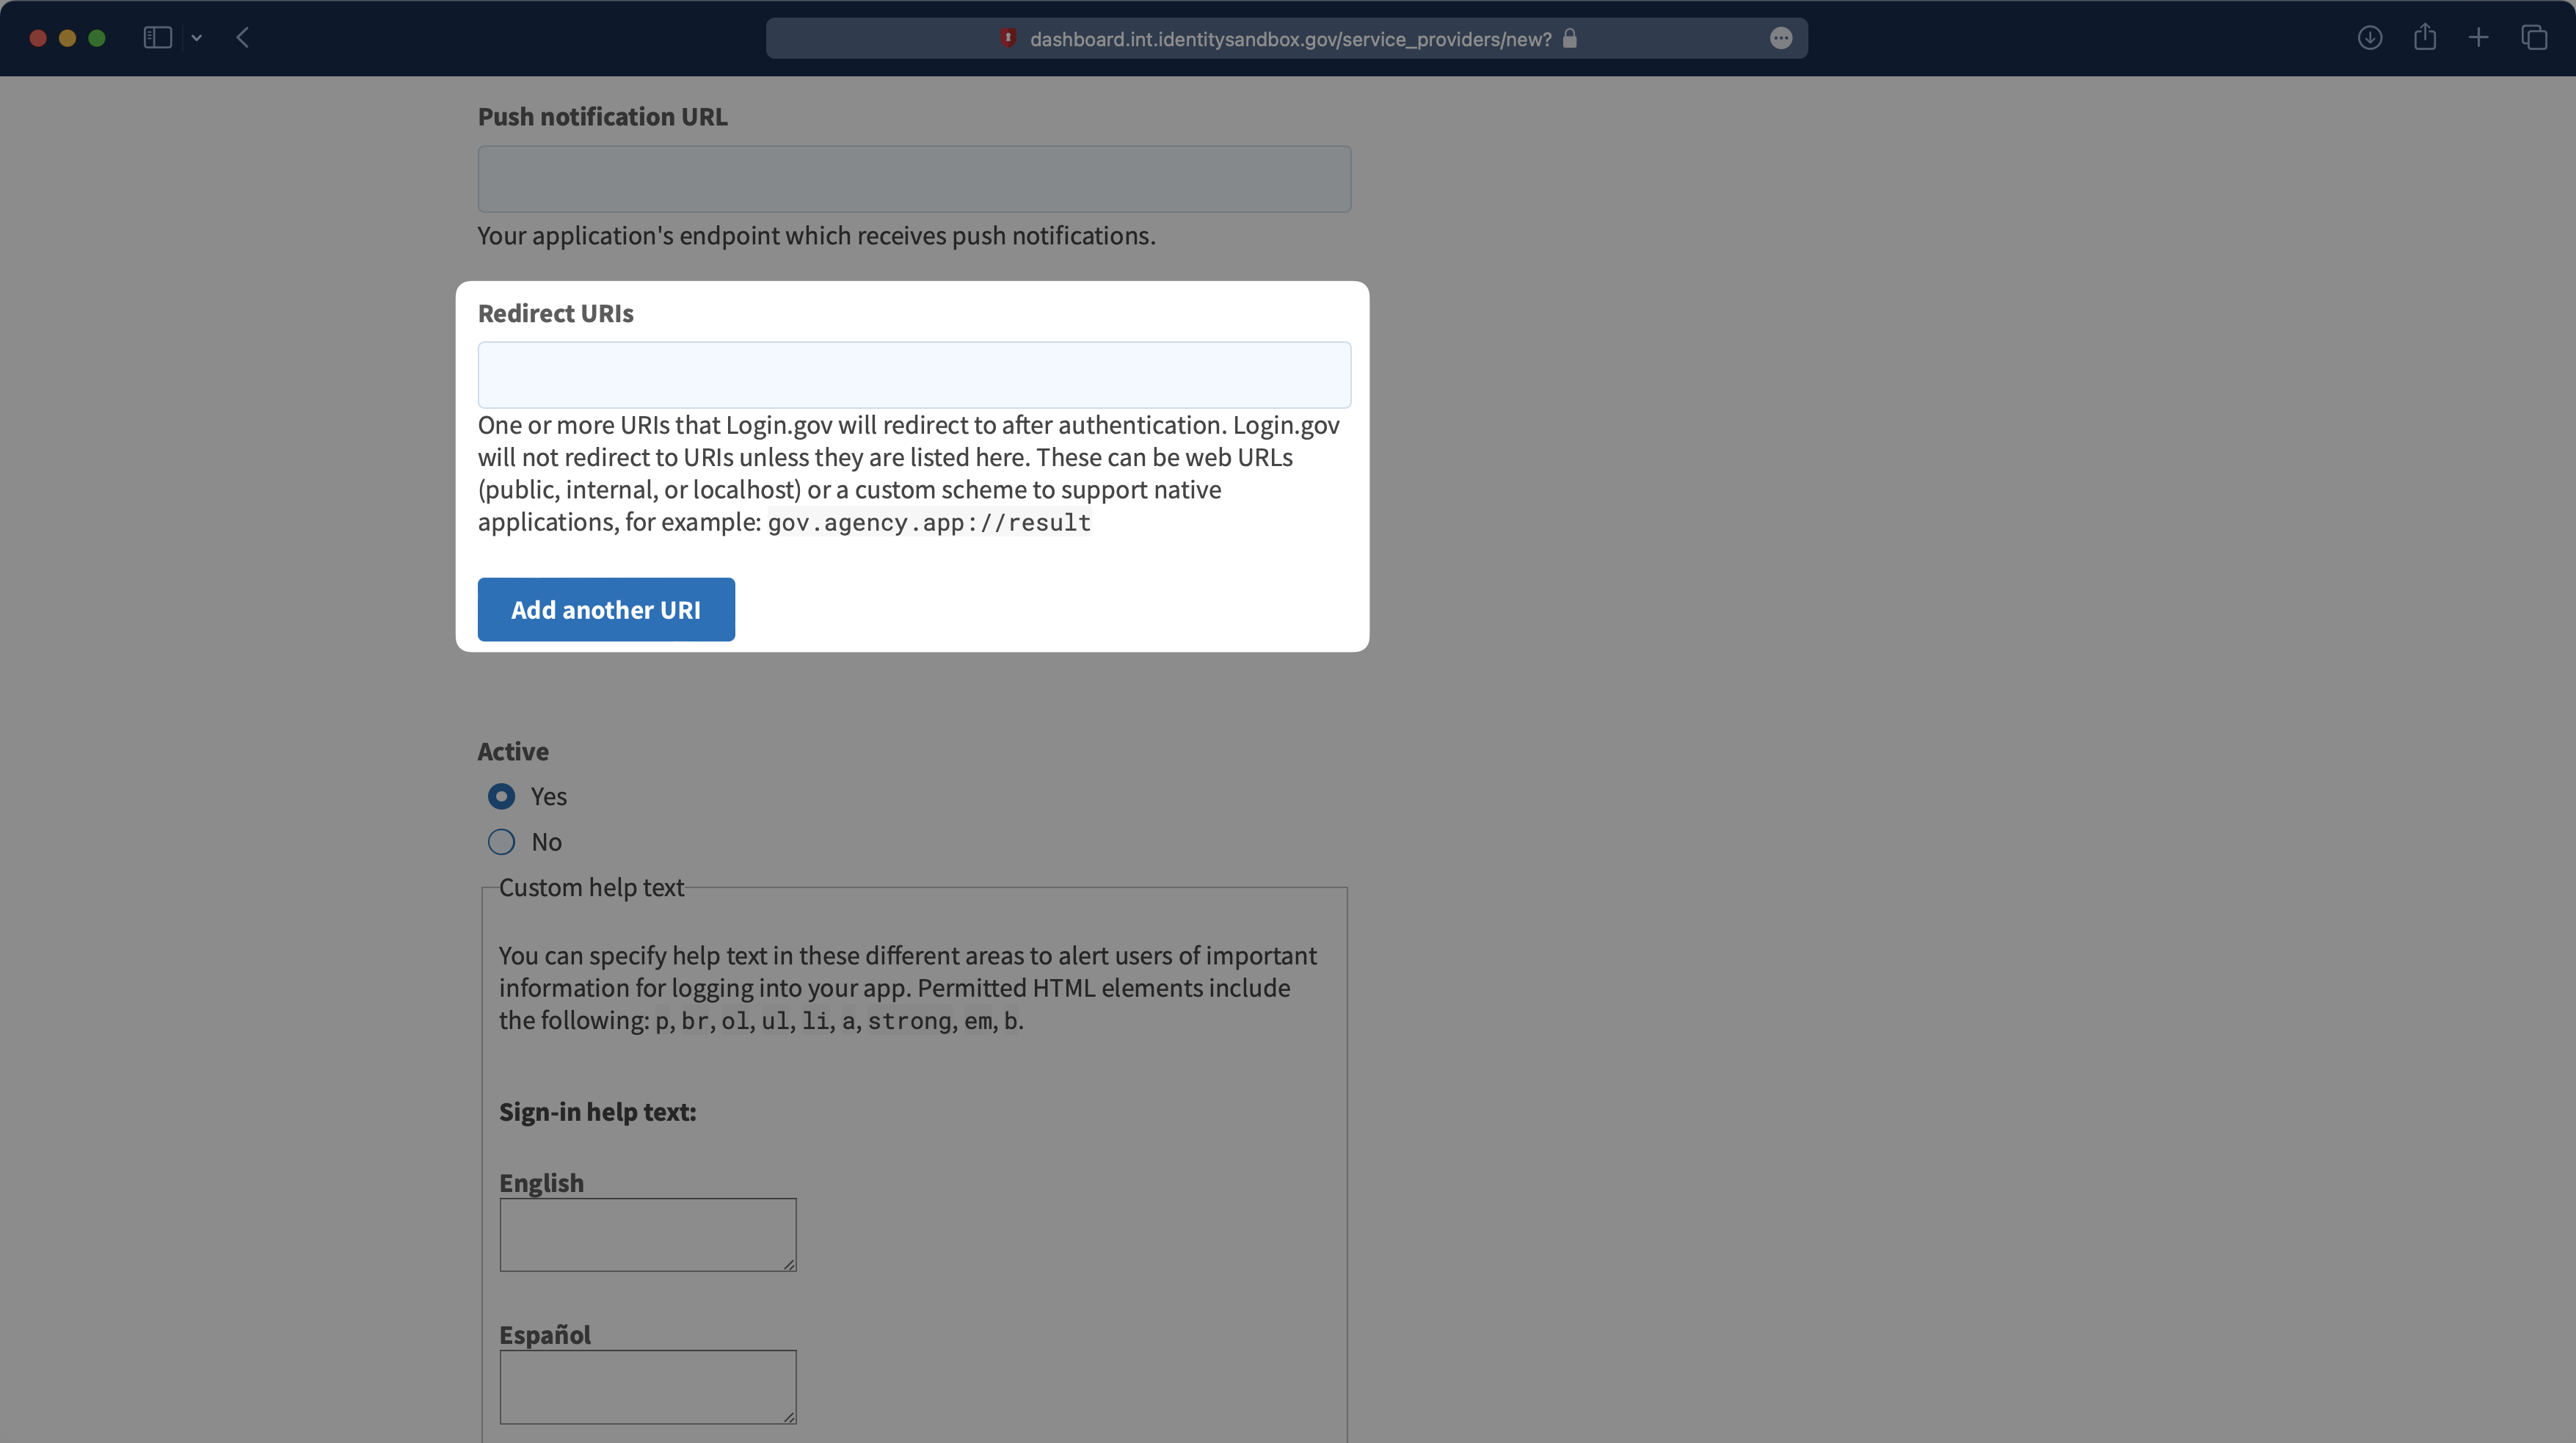 dashboard.int.identitysandbox.gov/service_providers/new?
Push notification URL
Your application's endpoint which receives push notifications.
Redirect URIs
One or more URIs that Login.gov will redirect to after authentication. Login.gov
will not redirect to URIs unless they are listed here. These can be web URLs
(public, internal, or localhost) or a custom scheme to support native
applications, for example: gov.agency.app://result
Add another URI
Active
Yes
No
Custom help text
You can specify help text in these different areas to alert users of important
information for logging into your app. Permitted HTML elements include
the following: p, br, ol, ul, li, a, strong, em, b.
Sign-in help text:
English
Español